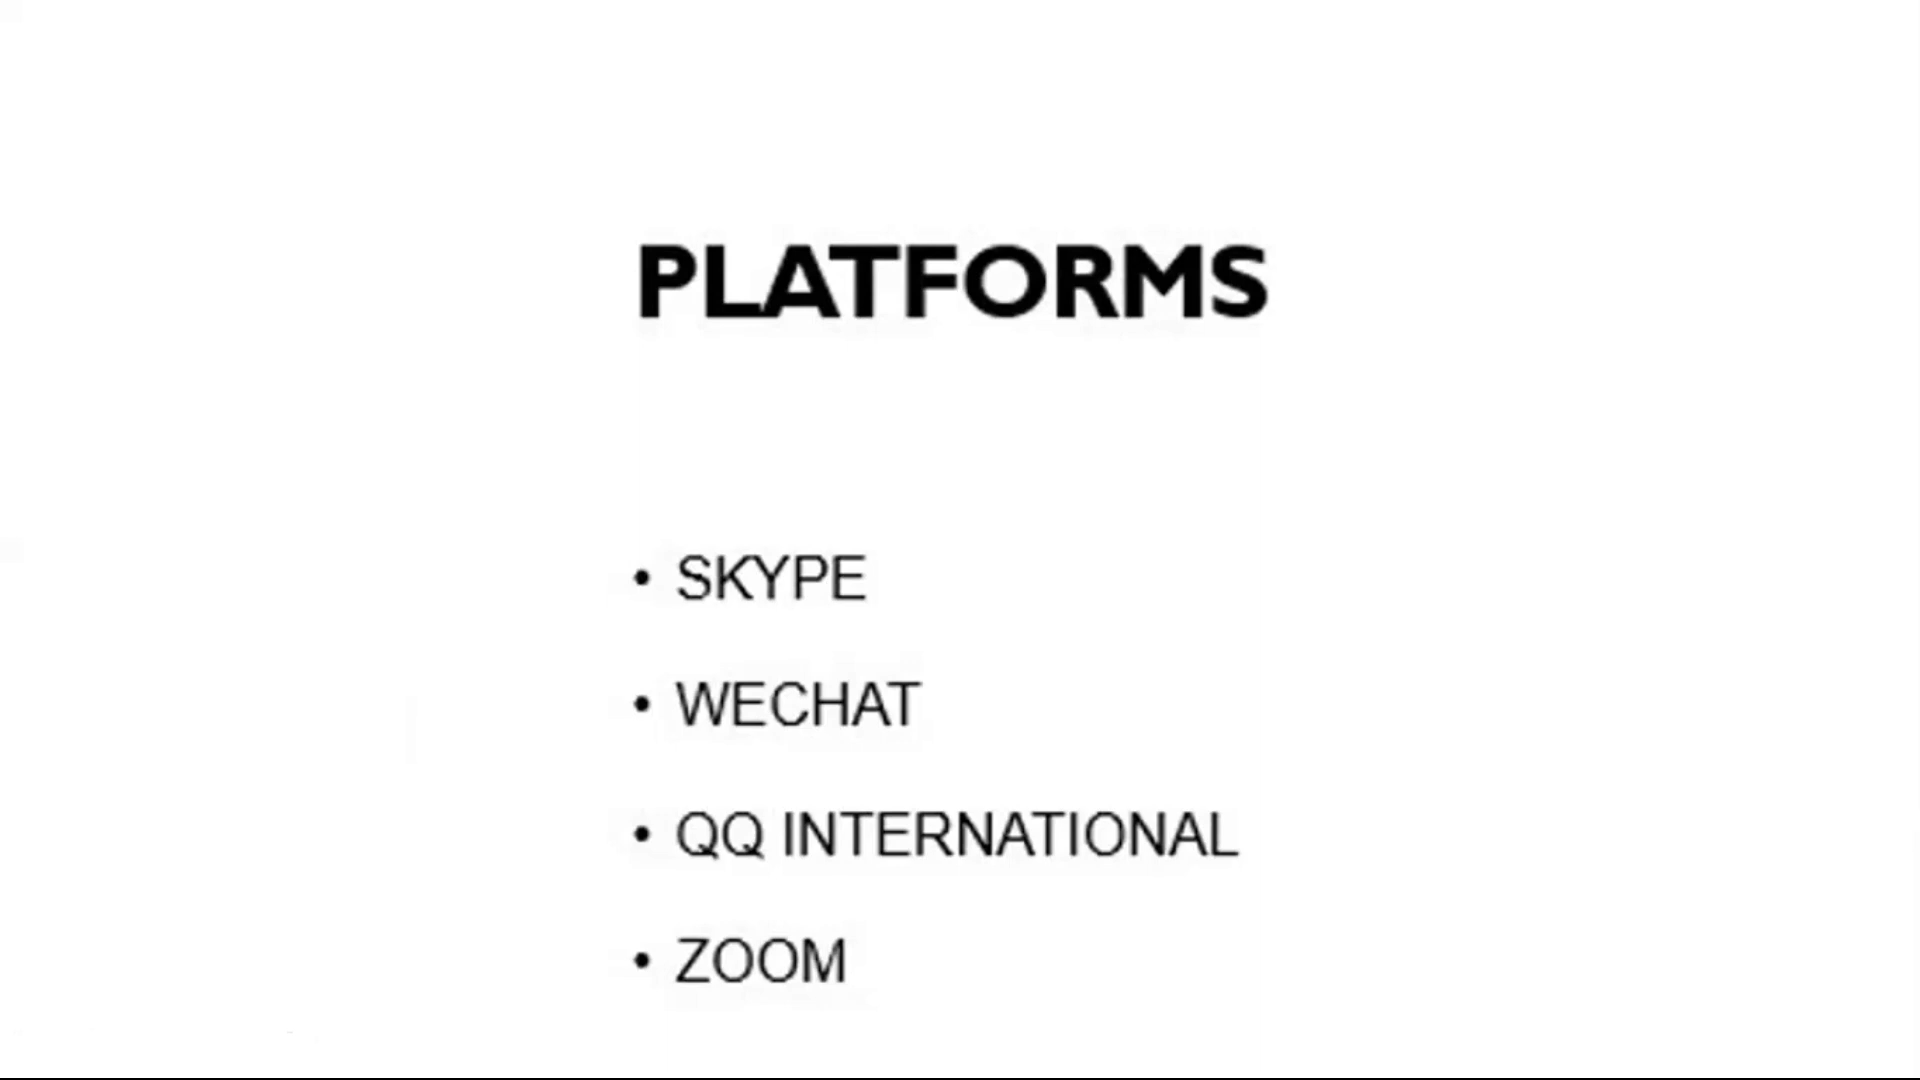 PLATFORMS
• SKYPE
• WECHAT
• QQ INTERNATIONAL
• ZOOM